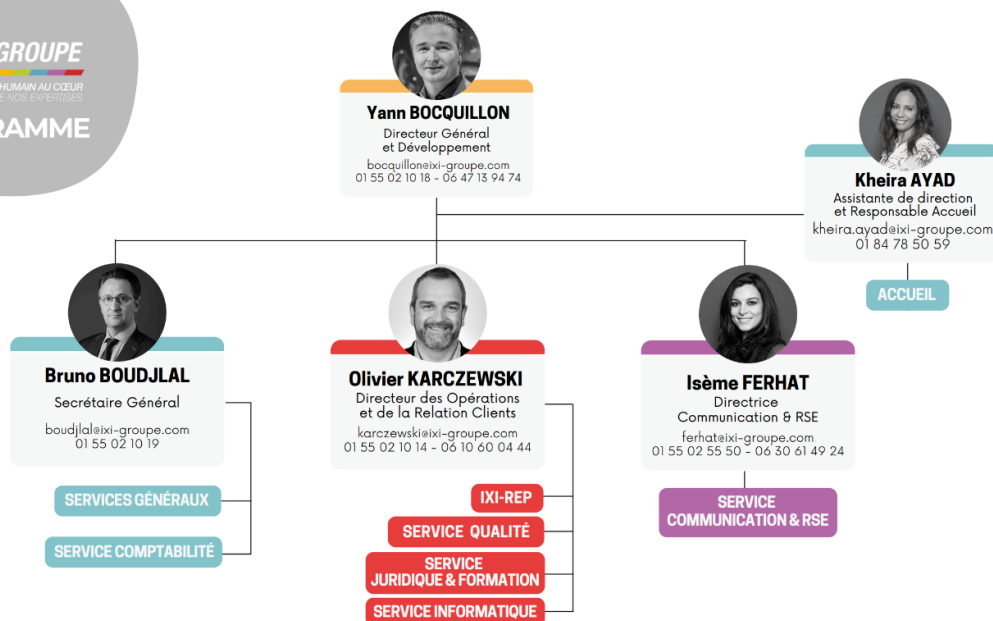 GROUPE
HUMAIN AU CŒUR
E NOS EXPERTISES
RAMME
Yann BOCQUILLON
Directeur Général
et Développement
bocquillon@ixi-groupe.com
01 55 02 10 18 - 06 47 13 94 74
Kheira AYAD
Assistante de direction
et Responsable Accueil
kheira.ayad@ixi-groupe.com
01 84 78 50 59
ACCUEIL
Bruno BOUDJLAL
Secrétaire Général
boudjlal@ixi-groupe.com
01 55 02 10 19
SERVICES GÉNÉRAUX
SERVICE COMPTABILITÉ
Olivier KARCZEWSKI
Directeur des Opérations
et de la Relation Clients
karczewski@ixi-groupe.com
01 55 02 10 14 - 06 10 60 04 44
IXI-REP
SERVICE QUALITÉ
SERVICE
JURIDIQUE & FORMATION
SERVICE INFORMATIQUE
Isème FERHAT
Directrice
Communication & RSE
ferhat@ixi-groupe.com
01 55 02 55 50 - 06 30 61 49 24
SERVICE
COMMUNICATION & RSE